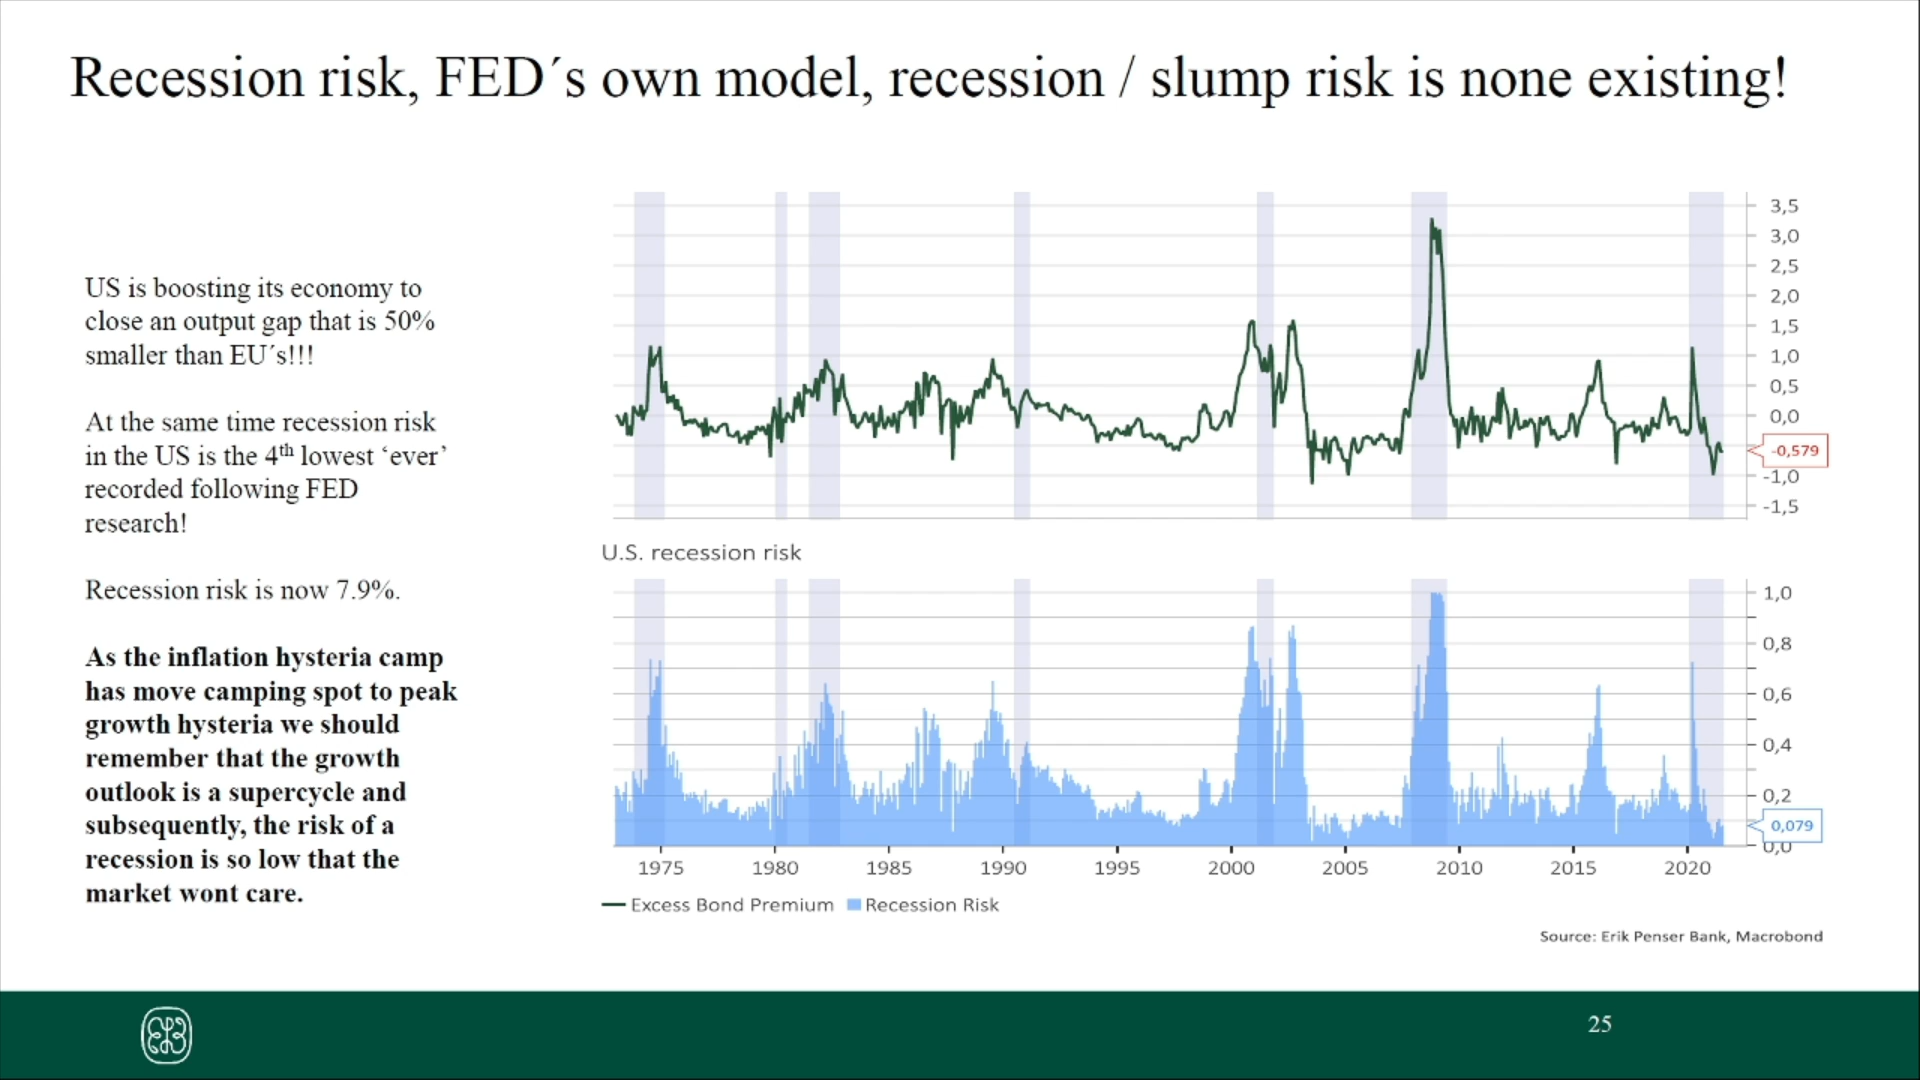 Recession risk, FED´s own model, recession / slump risk is none existing!
US is boosting its economy to
close an output gap that is 50%
smaller than EU´s!!!
At the same time recession risk
in the US is the 4th lowest ‘ever’
recorded following FED
research!
Recession risk is now 7.9%.
As the inflation hysteria camp
has move camping spot to peak
growth hysteria we should
remember that the growth
outlook is a supercycle and
subsequently, the risk of a
recession is so low that the
market wont care.
3,5
3,0
2,5
2,0
1,5
1,0
0,5
0,0
-0,579
-1,0
-1,5
U.S. recession risk
1,0
0,8
0,6
0,4
0,2
0,079
0,0
1975 1980 1985 1990 1995 2000 2005 2010 2015 2020
Excess Bond Premium Recession Risk
Source: Erik Penser Bank, Macrobond
25